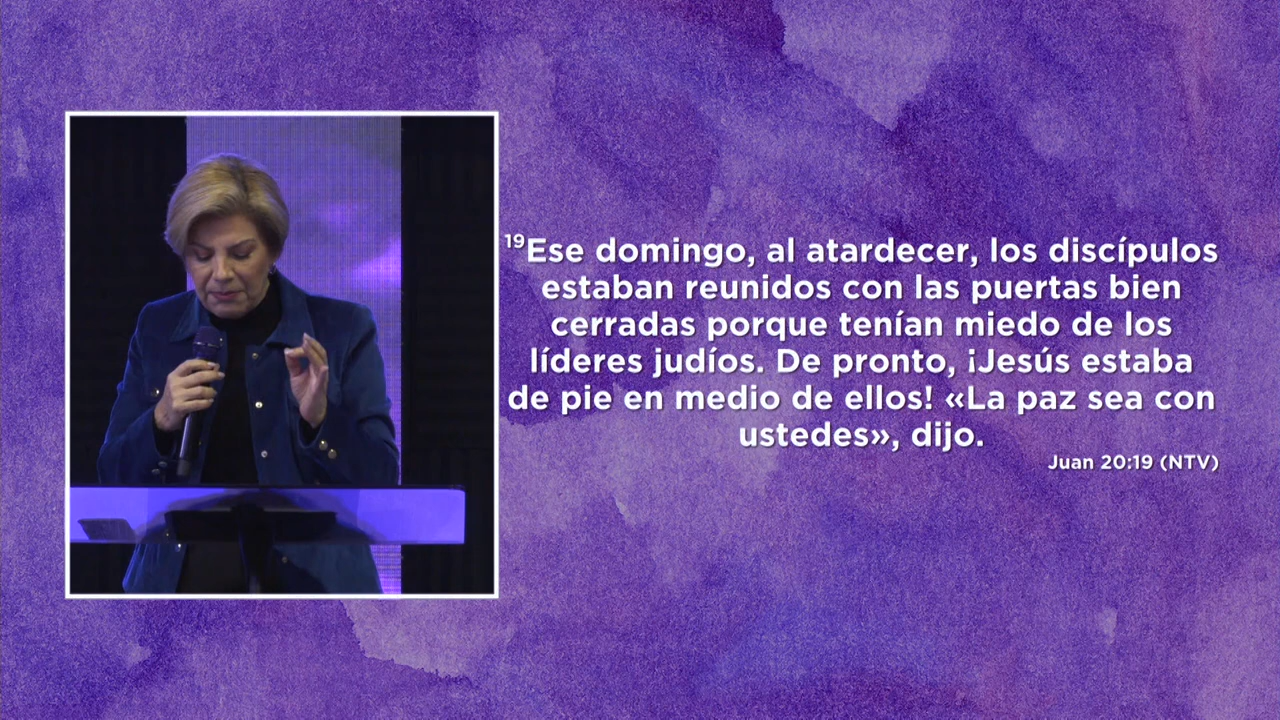 ¹⁹Ese domingo, al atardecer, los discípulos
estaban reunidos con las puertas bien
cerradas porque tenían miedo de los
líderes judíos. De pronto, ¡Jesús estaba
de pie en medio de ellos! «La paz sea con
ustedes», dijo.
Juan 20:19 (NTV)